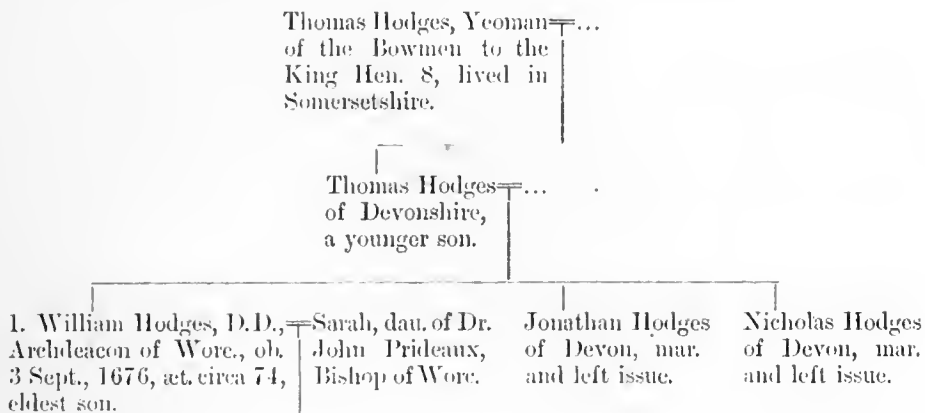 Thomas Hodges, Yeoman ...
of the Bowmen to the
King Hen. 8, lived in
Somersetshire.
Thomas Hodges ...
of Devonshire,
a younger son.
1. William Hodges, D.D.,
Archdeacon of Worc., ob.
3 Sept., 1676, æt. circa 74,
eldest son.
Sarah, dau. of Dr.
John Prideaux,
Bishop of Worc.
Jonathan Hodges
of Devon, mar.
and left issue.
Nicholas Hodges
of Devon, mar.
and left issue.